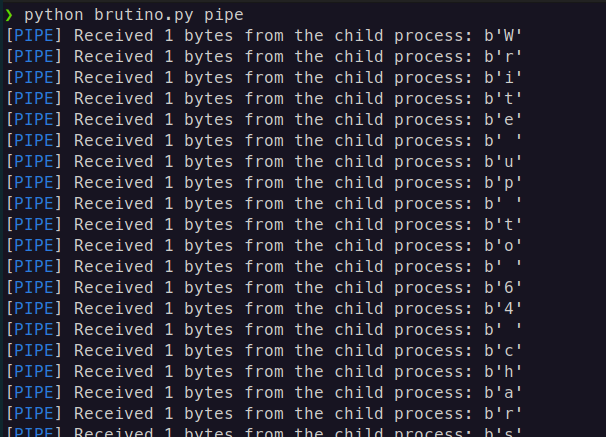 ❯ python brutino.py pipe
[PIPE] Received 1 bytes from the child process: b'W'
[PIPE] Received 1 bytes from the child process: b'r'
[PIPE] Received 1 bytes from the child process: b'i'
[PIPE] Received 1 bytes from the child process: b't'
[PIPE] Received 1 bytes from the child process: b'e'
[PIPE] Received 1 bytes from the child process: b' '
[PIPE] Received 1 bytes from the child process: b'u'
[PIPE] Received 1 bytes from the child process: b'p'
[PIPE] Received 1 bytes from the child process: b' '
[PIPE] Received 1 bytes from the child process: b't'
[PIPE] Received 1 bytes from the child process: b'o'
[PIPE] Received 1 bytes from the child process: b' '
[PIPE] Received 1 bytes from the child process: b'6'
[PIPE] Received 1 bytes from the child process: b'4'
[PIPE] Received 1 bytes from the child process: b' '
[PIPE] Received 1 bytes from the child process: b'c'
[PIPE] Received 1 bytes from the child process: b'h'
[PIPE] Received 1 bytes from the child process: b'a'
[PIPE] Received 1 bytes from the child process: b'r'
[PIPE] Received 1 bytes from the child process: b's'